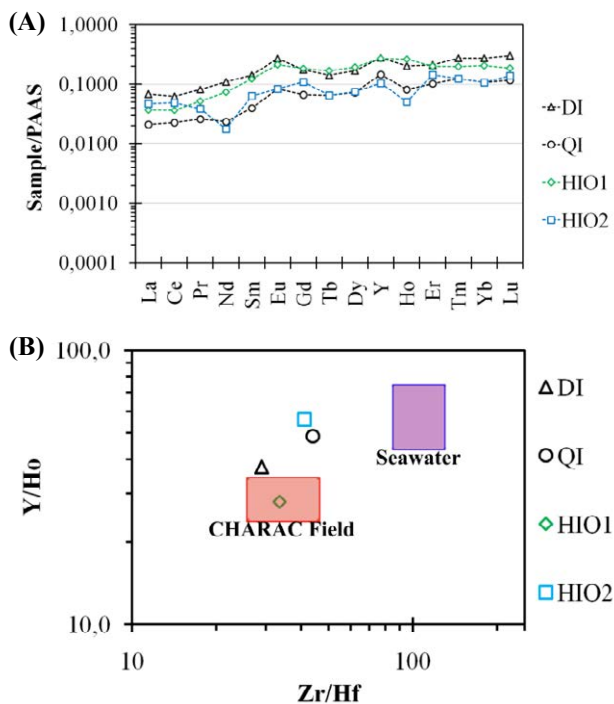 (A)
1,0000
0,1000
0,0100
0,0010
0,0001
Sample/PAAS
La Ce Pr Nd Sm Eu Gd Tb Dy Y Ho Er Tm Yb Lu
DI
QI
HIO1
HIO2
(B)
100,0
10,0
Y/Ho
Seawater
CHARAC Field
10 100
Zr/Hf
DI
QI
HIO1
HIO2